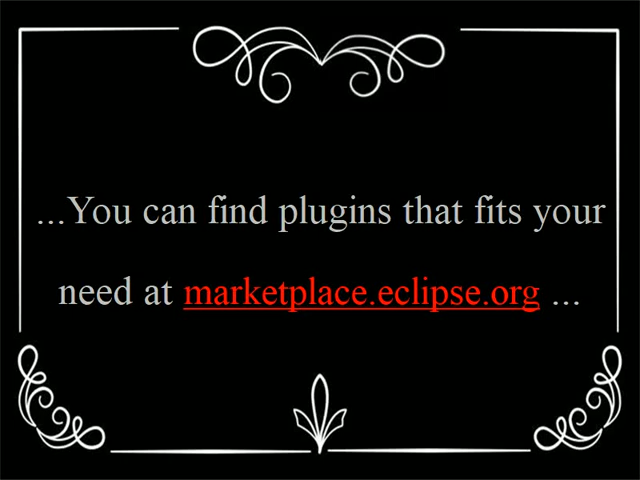 ...You can find plugins that fits your
need at marketplace.eclipse.org ...